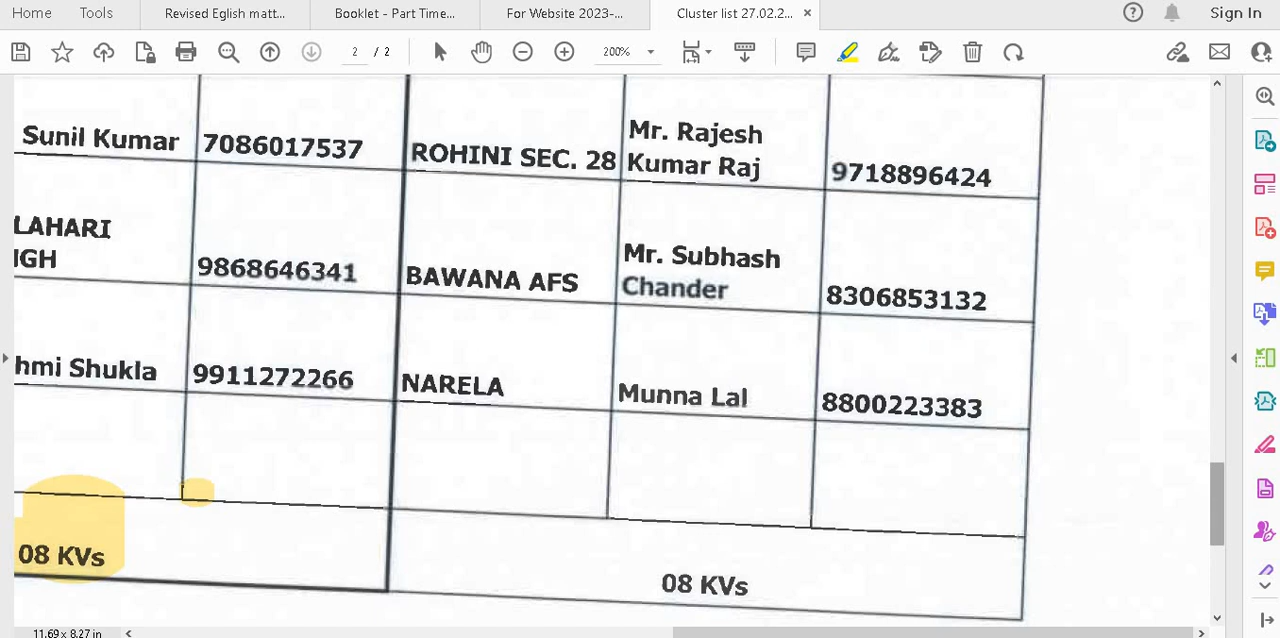 Home Tools Revised Eglish matt... Booklet - Part Time... For Website 2023-... Cluster list 27.02.2... × Sign In
2 / 2 200%
Sunil Kumar 7086017537 ROHINI SEC. 28 Mr. Rajesh
Kumar Raj 9718896424
LAHARI
IGH 9868646341 BAWANA AFS Mr. Subhash
Chander 8306853132
hmi Shukla 9911272266 NARELA Munna Lal 8800223383
08 KVs 08 KVs
11.69 x 8.27 in